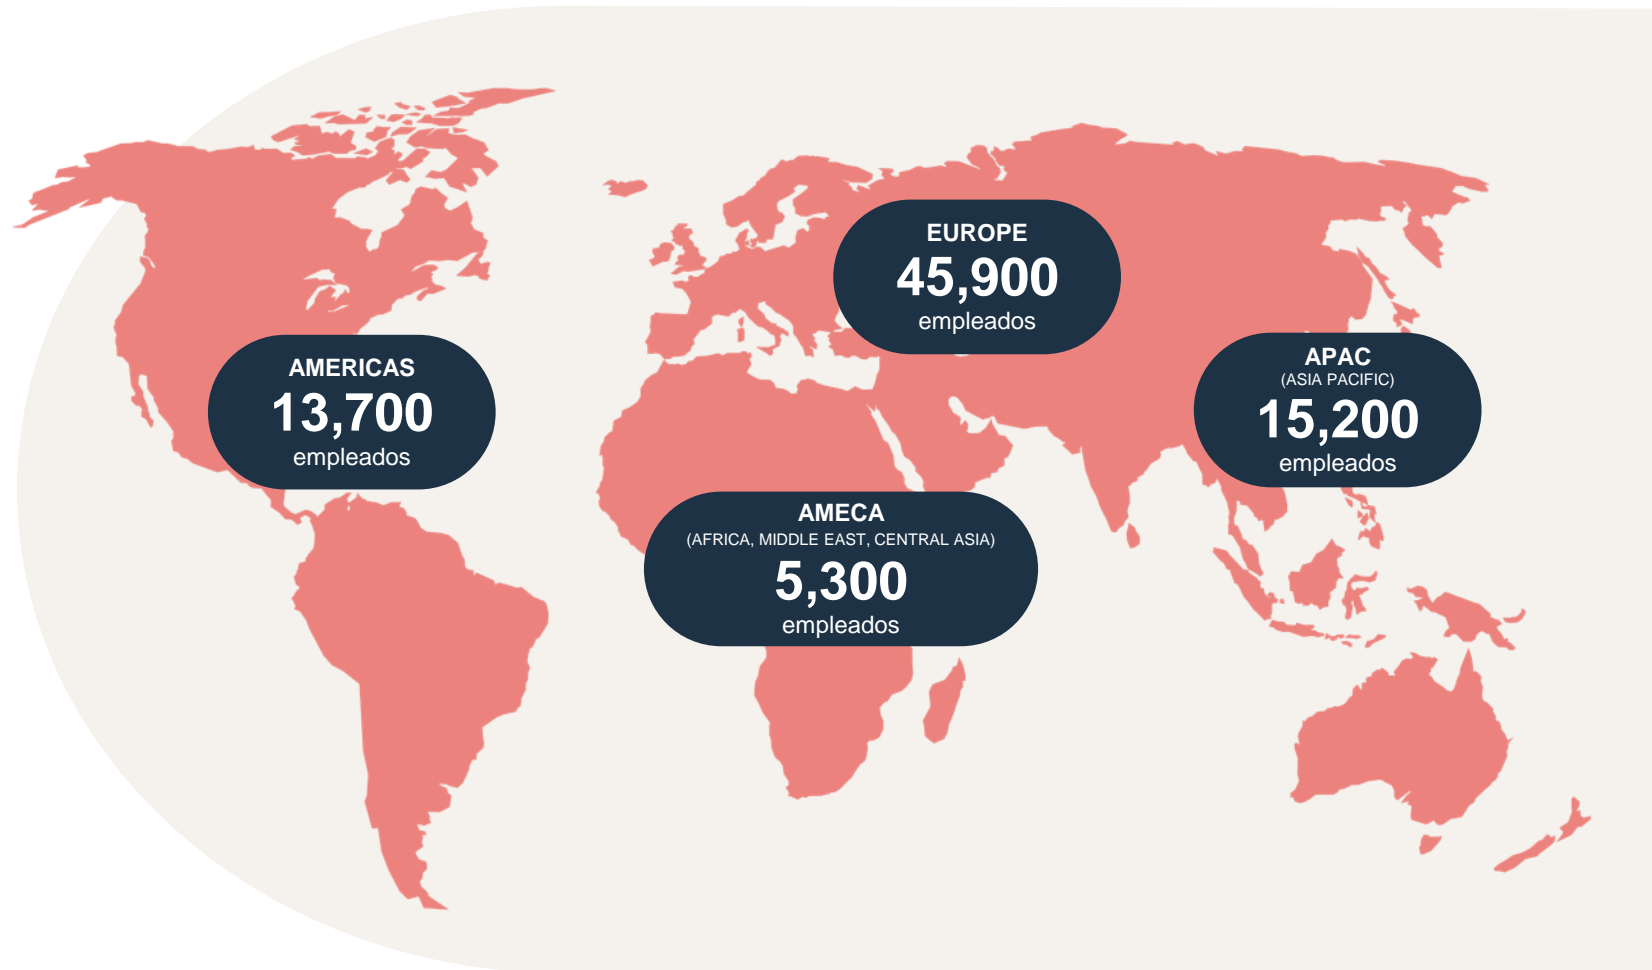 EUROPE
45,900
empleados
AMERICAS
13,700
empleados
APAC
(ASIA PACIFIC)
15,200
empleados
AMECA
(AFRICA, MIDDLE EAST, CENTRAL ASIA)
5,300
empleados